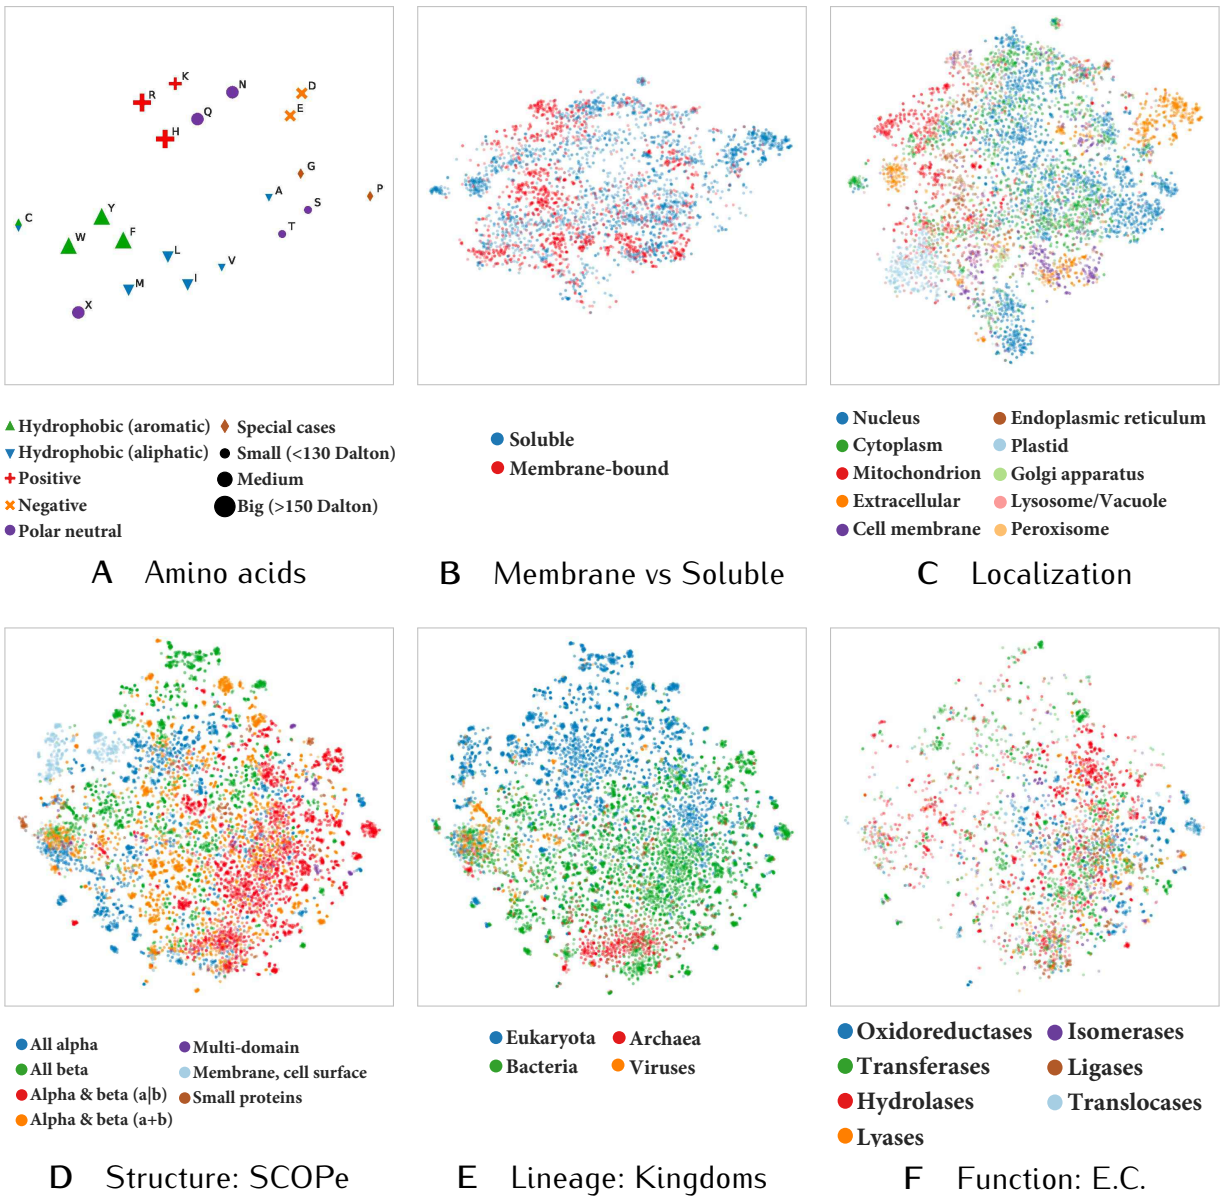 K
R
N
D
Q
E
H
G
A
P
S
C
Y
T
W
F
L
V
M
I
X
Hydrophobic (aromatic)
Hydrophobic (aliphatic)
Positive
Negative
Polar neutral
Special cases
Small (<130 Dalton)
Medium
Big (>150 Dalton)
A Amino acids
Soluble
Membrane-bound
B Membrane vs Soluble
Nucleus
Cytoplasm
Mitochondrion
Extracellular
Cell membrane
Endoplasmic reticulum
Plastid
Golgi apparatus
Lysosome/Vacuole
Peroxisome
C Localization
All alpha
All beta
Alpha & beta (a|b)
Alpha & beta (a+b)
Multi-domain
Membrane, cell surface
Small proteins
D Structure: SCOPe
Eukaryota
Bacteria
Archaea
Viruses
E Lineage: Kingdoms
Oxidoreductases
Transferases
Hydrolases
Lyases
Isomerases
Ligases
Translocases
F Function: E.C.